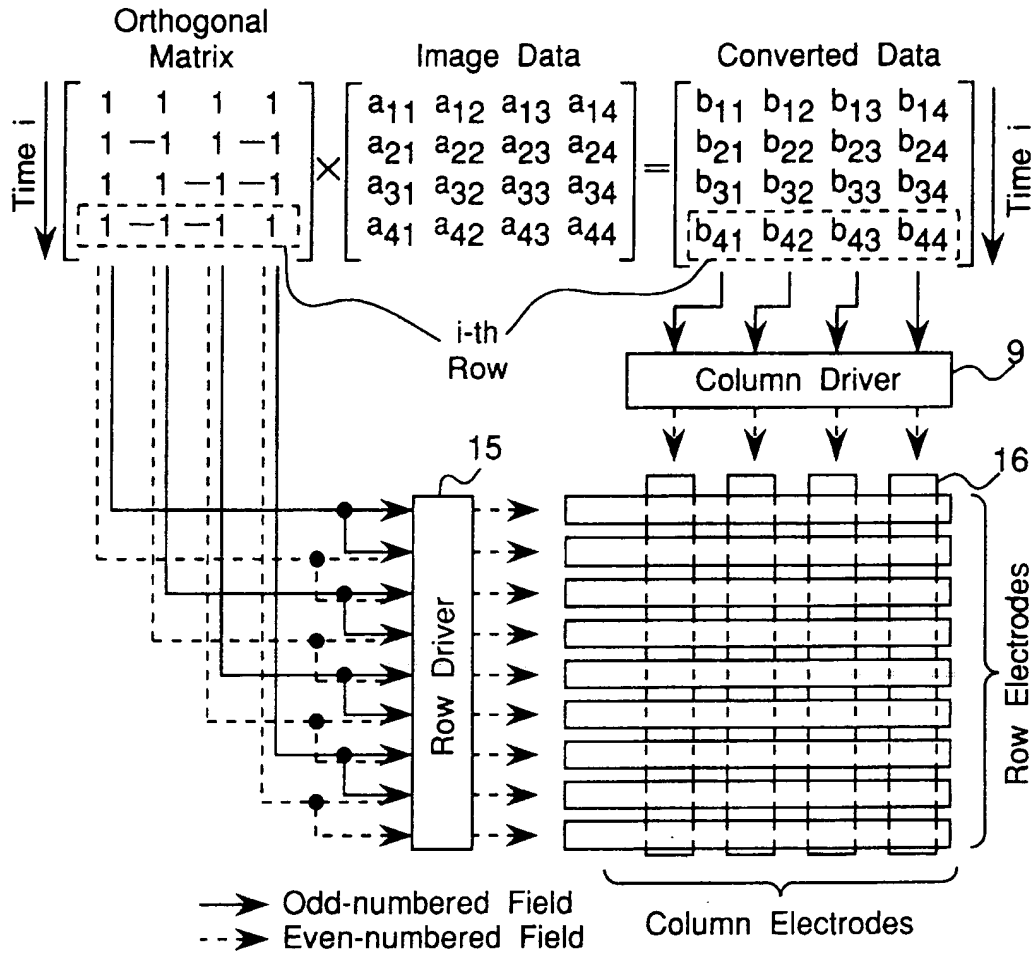 Orthogonal Matrix
Image Data
Converted Data
Time i
1 1 1 1
1 −1 1 −1
1 1 −1 −1
1 −1 −1 1
×
a11 a12 a13 a14
a21 a22 a23 a24
a31 a32 a33 a34
a41 a42 a43 a44
=
b11 b12 b13 b14
b21 b22 b23 b24
b31 b32 b33 b34
b41 b42 b43 b44
Time i
i-th
Row
Column Driver
9
15
16
Row Driver
Row Electrodes
Column Electrodes
Odd-numbered Field
Even-numbered Field